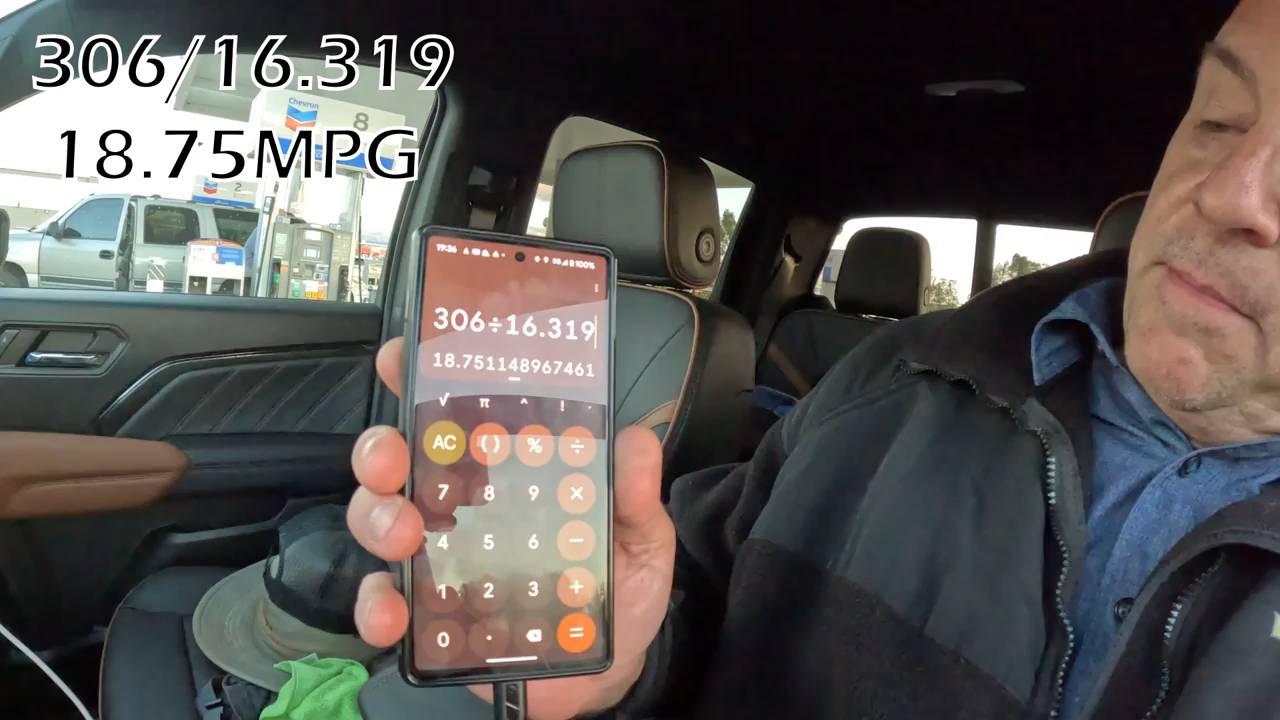 306/16.319
18.75MPG
Chevron
8
2
19:36
100%
306÷16.319
18.751148967461
√ π ^ !
AC ( ) % ÷
7 8 9 ×
4 5 6 −
1 2 3 +
0 . =